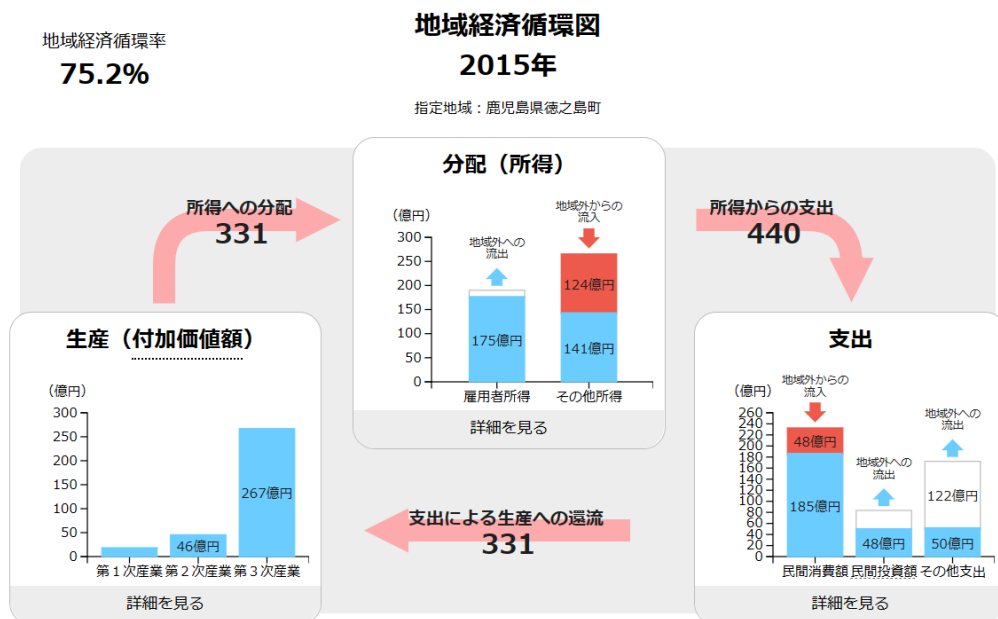 地域経済循環図
2015年
指定地域：鹿児島県徳之島町
地域経済循環率
75.2%
所得への分配
331
分配（所得）
（億円）
300
250
200
150
100
50
0
地域外への
流出
地域外からの
流入
175億円
124億円
141億円
雇用者所得
その他所得
詳細を見る
所得からの支出
440
生産（付加価値額）
（億円）
300
250
200
150
100
50
0
46億円
267億円
第１次産業
第２次産業
第３次産業
詳細を見る
支出による生産への還流
331
支出
（億円）
260
240
220
200
180
160
140
120
100
80
60
40
20
0
地域外からの
流入
地域外への
流出
地域外への
流出
48億円
185億円
48億円
122億円
50億円
民間消費額
民間投資額
その他支出
詳細を見る